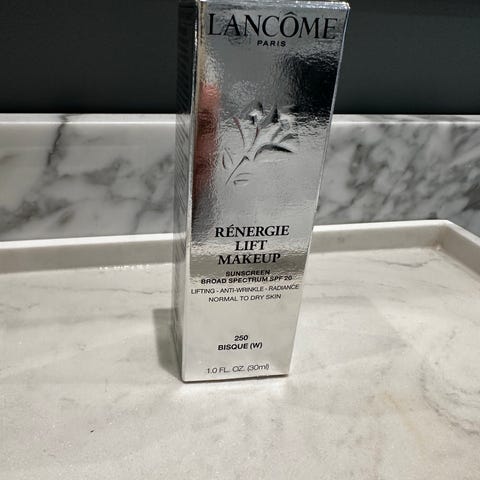 LANCÔME
PARIS
RÉNERGIE
LIFT
MAKEUP
SUNSCREEN
BROAD SPECTRUM SPF 20
LIFTING - ANTI-WRINKLE - RADIANCE
NORMAL TO DRY SKIN
250
BISQUE (W)
1.0 FL. OZ. (30ml)